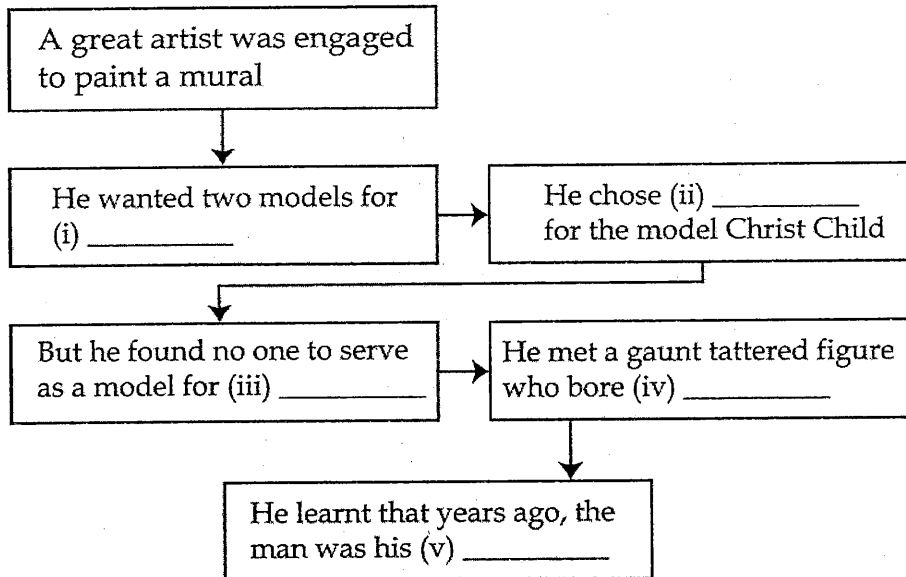 A great artist was engaged
to paint a mural
He wanted two models for
(i) __________
He chose (ii) __________
for the model Christ Child
But he found no one to serve
as a model for (iii) __________
He met a gaunt tattered figure
who bore (iv) __________
He learnt that years ago, the
man was his (v) __________